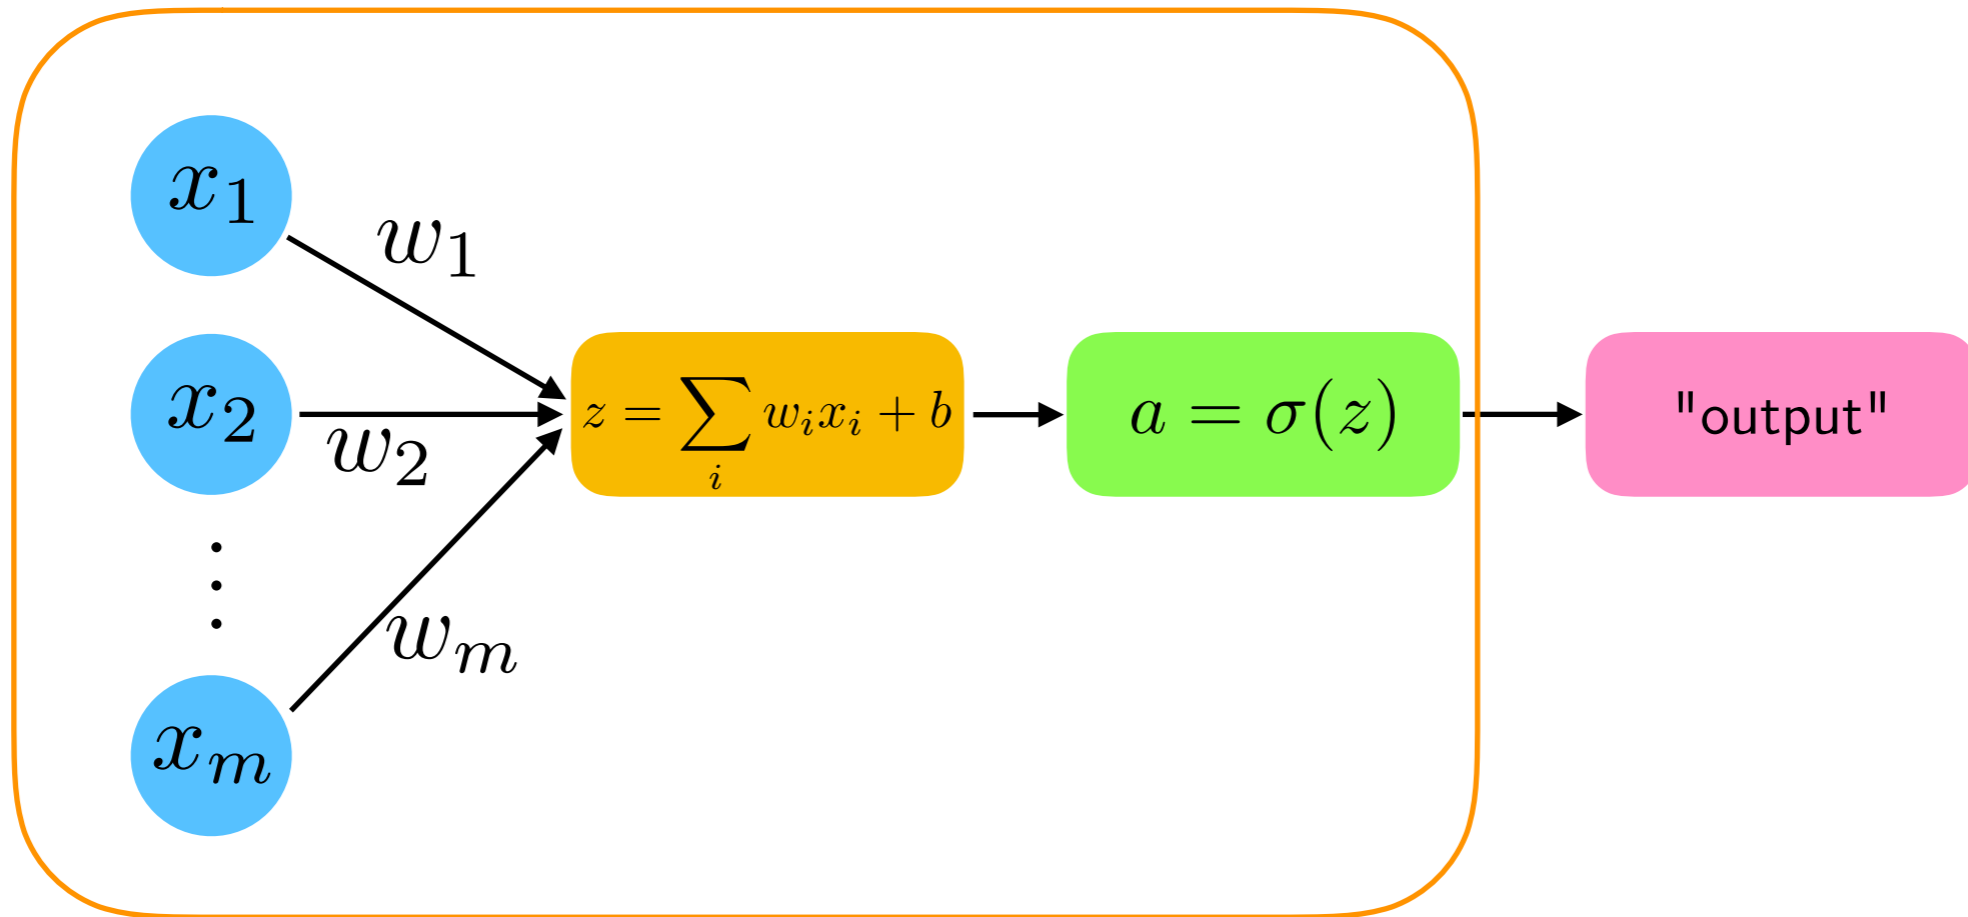 x₁
w₁
x₂
w₂
z = ∑ᵢ wᵢxᵢ + b
a = σ(z)
"output"
⋮
wₘ
xₘ